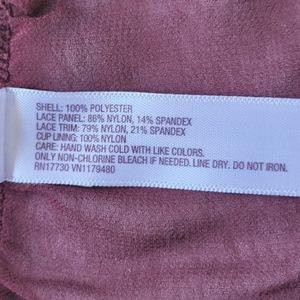 SHELL: 100% POLYESTER
LACE PANEL: 86% NYLON, 14% SPANDEX
LACE TRIM: 79% NYLON, 21% SPANDEX
CUP LINING: 100% NYLON
CARE: HAND WASH COLD WITH LIKE COLORS.
ONLY NON-CHLORINE BLEACH IF NEEDED. LINE DRY. DO NOT IRON.
RN17730 VN1179480